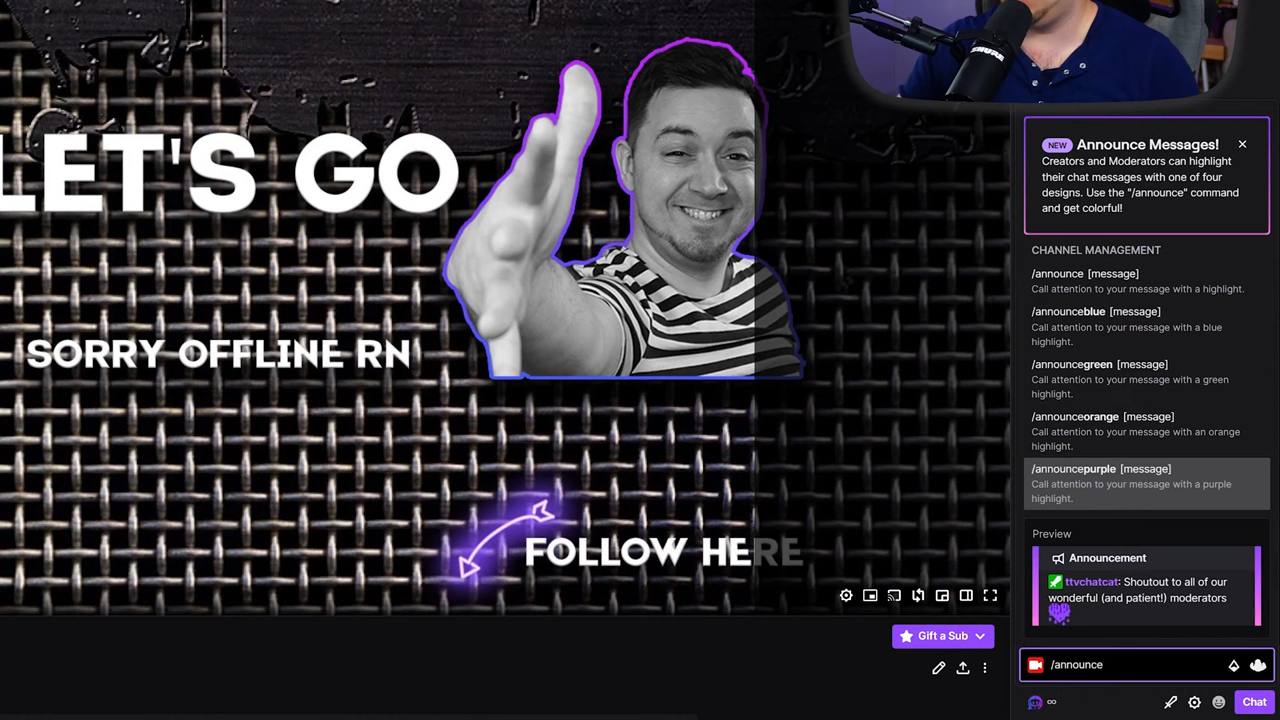 LET'S GO
SORRY OFFLINE RN
FOLLOW HERE
Gift a Sub
SHURE
NEW Announce Messages!
Creators and Moderators can highlight
their chat messages with one of four
designs. Use the "/announce" command
and get colorful!
CHANNEL MANAGEMENT
/announce [message]
Call attention to your message with a highlight.
/announceblue [message]
Call attention to your message with a blue
highlight.
/announcegreen [message]
Call attention to your message with a green
highlight.
/announceorange [message]
Call attention to your message with an orange
highlight.
/announcepurple [message]
Call attention to your message with a purple
highlight.
Preview
Announcement
ttvchatcat: Shoutout to all of our
wonderful (and patient!) moderators
/announce
∞
Chat